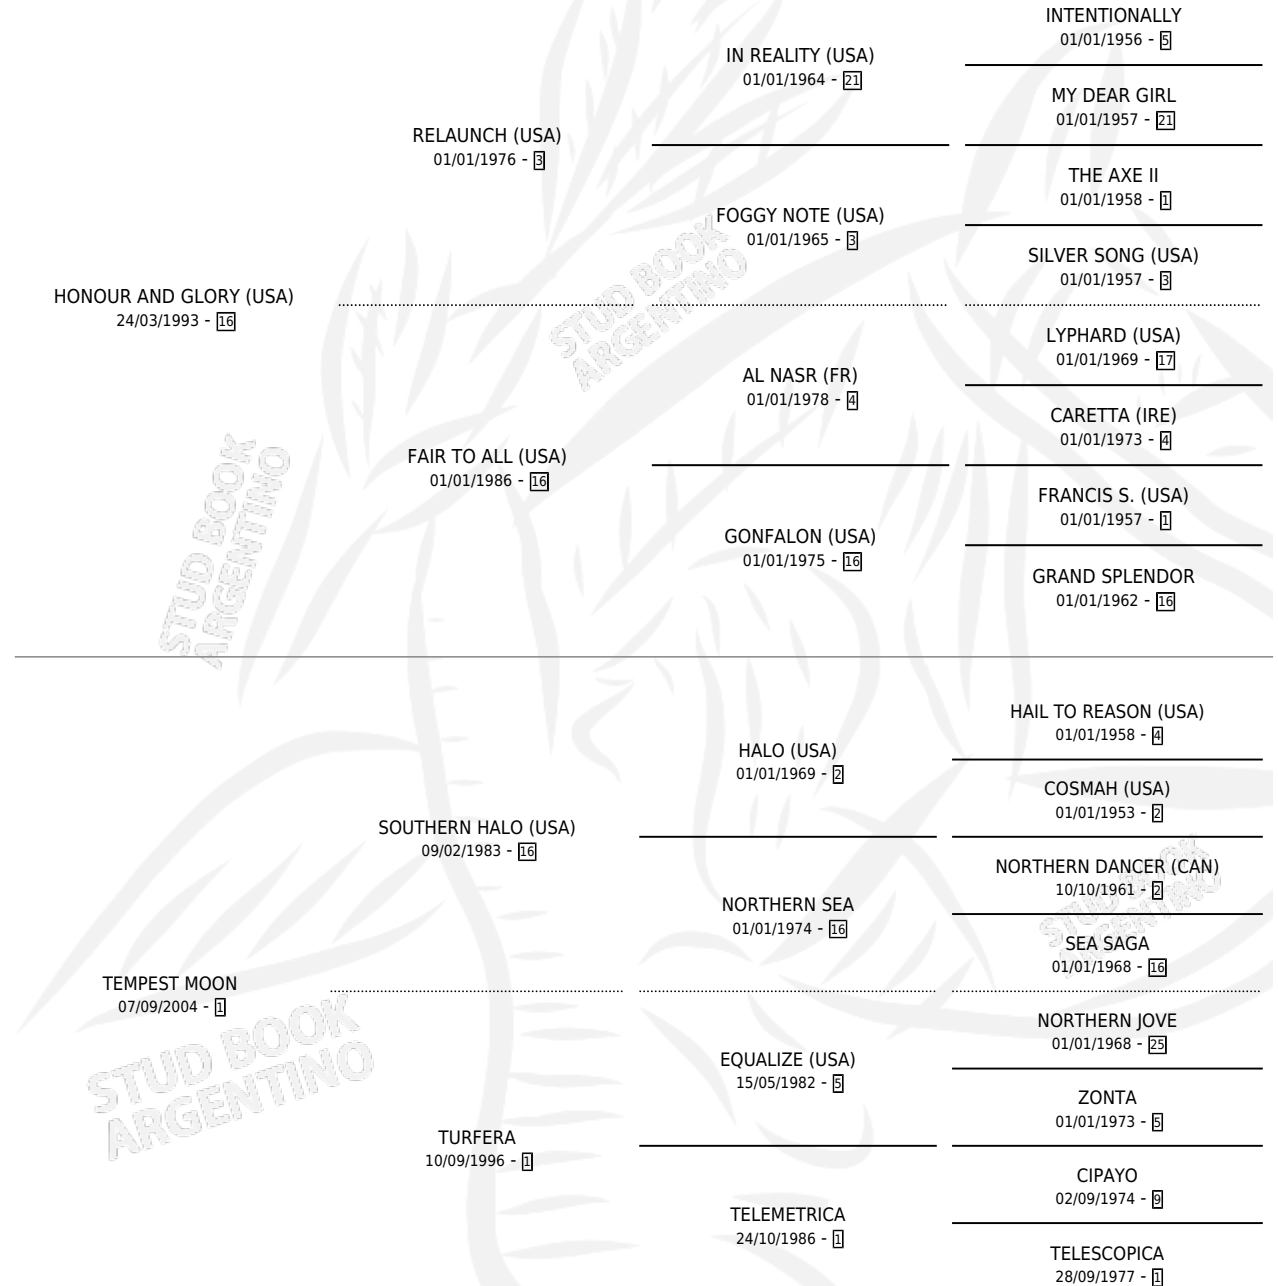 INTENTIONALLY
01/01/1956 - 5
IN REALITY (USA)
01/01/1964 - 21
MY DEAR GIRL
01/01/1957 - 21
RELAUNCH (USA)
01/01/1976 - 3
THE AXE II
01/01/1958 - 1
FOGGY NOTE (USA)
01/01/1965 - 3
SILVER SONG (USA)
01/01/1957 - 3
HONOUR AND GLORY (USA)
24/03/1993 - 16
STUD BOOK
ARGENTINO
LYPHARD (USA)
01/01/1969 - 17
AL NASR (FR)
01/01/1978 - 4
CARETTA (IRE)
01/01/1973 - 4
FAIR TO ALL (USA)
01/01/1986 - 16
FRANCIS S. (USA)
01/01/1957 - 1
GONFALON (USA)
01/01/1975 - 16
GRAND SPLENDOR
01/01/1962 - 16
STUD BOOK
ARGENTINO
HAIL TO REASON (USA)
01/01/1958 - 4
HALO (USA)
01/01/1969 - 2
COSMAH (USA)
01/01/1953 - 2
SOUTHERN HALO (USA)
09/02/1983 - 16
NORTHERN DANCER (CAN)
10/10/1961 - 2
NORTHERN SEA
01/01/1974 - 16
STUD BOOK
ARGENTINO
SEA SAGA
01/01/1968 - 16
TEMPEST MOON
07/09/2004 - 1
NORTHERN JOVE
01/01/1968 - 25
EQUALIZE (USA)
15/05/1982 - 5
STUD BOOK
ARGENTINO
ZONTA
01/01/1973 - 5
TURFERA
10/09/1996 - 1
CIPAYO
02/09/1974 - 9
TELEMETRICA
24/10/1986 - 1
TELESCOPICA
28/09/1977 - 1